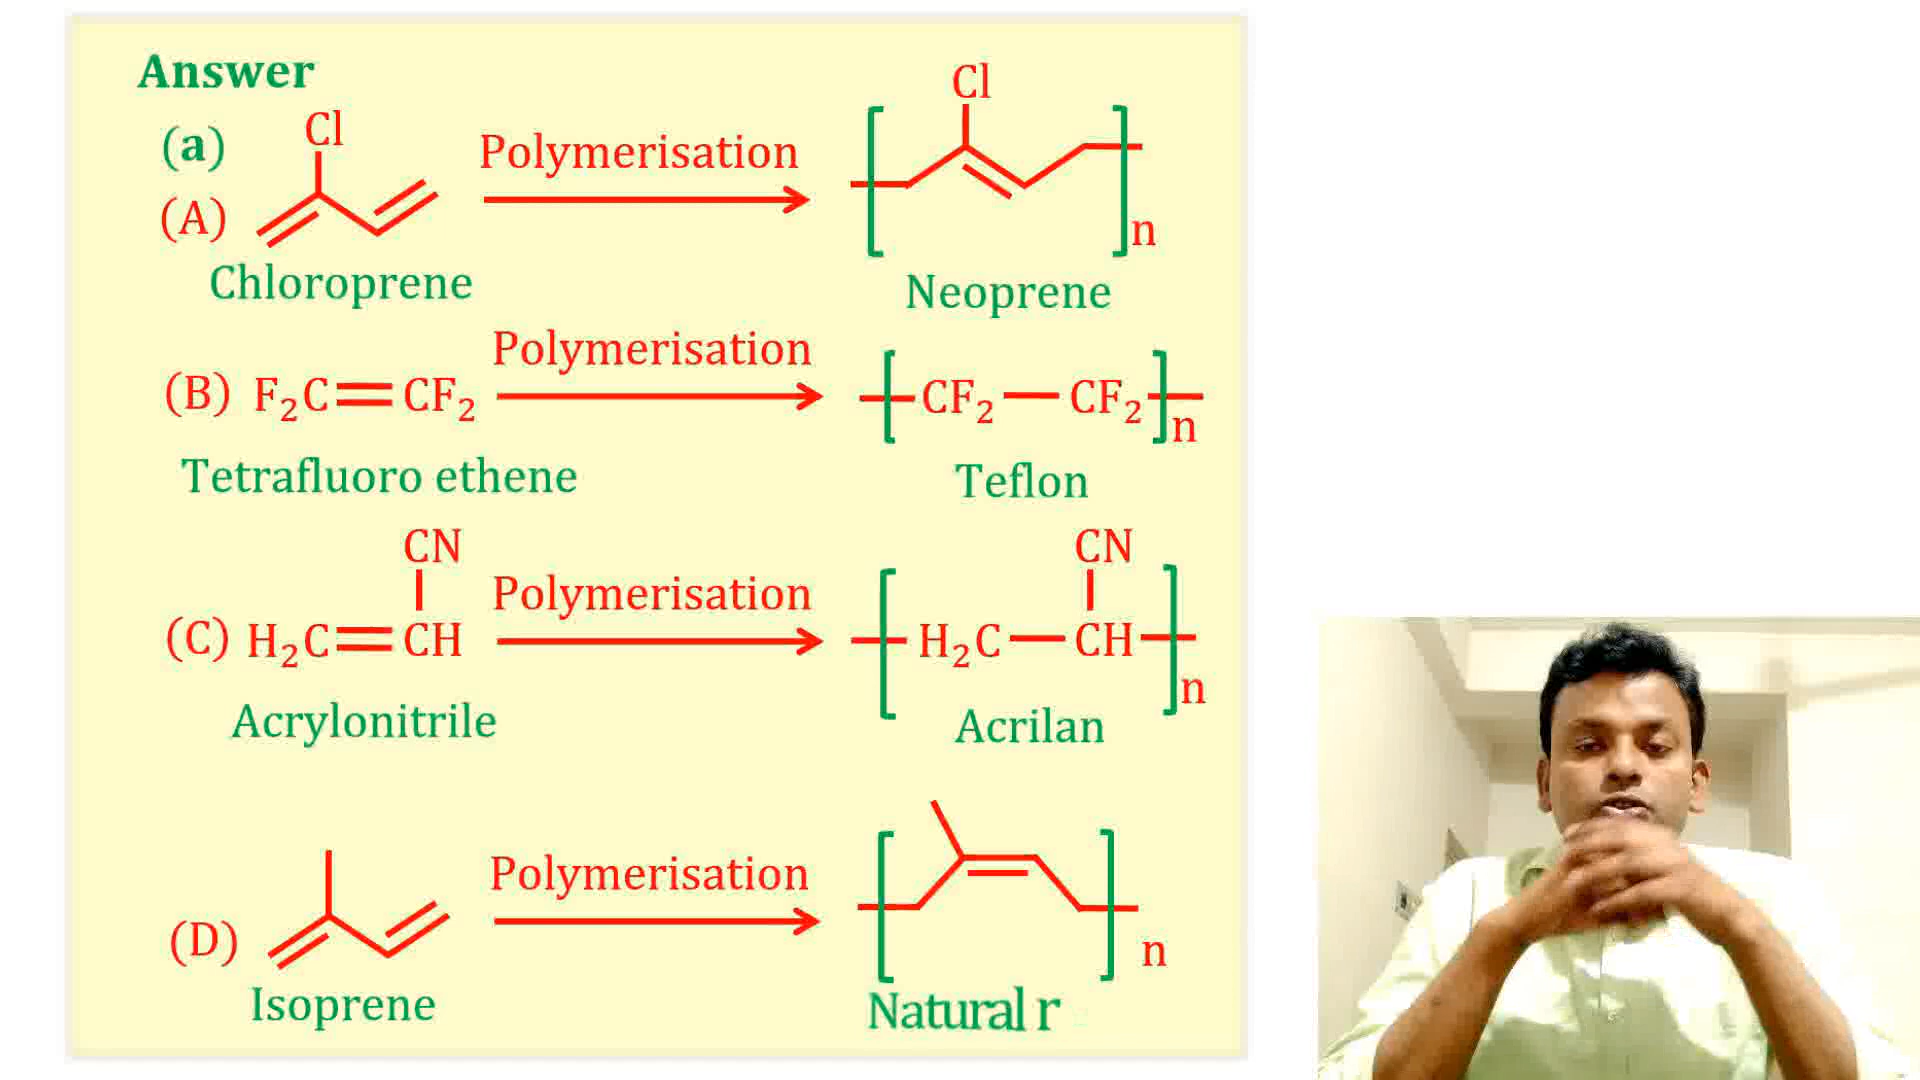 Answer
(a)
(A)
Cl
Polymerisation
Cl
n
Chloroprene
Neoprene
(B) F₂C=CF₂
Polymerisation
CF₂—CF₂
n
Tetrafluoro ethene
Teflon
CN
(C) H₂C=CH
Polymerisation
CN
H₂C—CH
n
Acrylonitrile
Acrilan
(D)
Polymerisation
n
Isoprene
Natural r